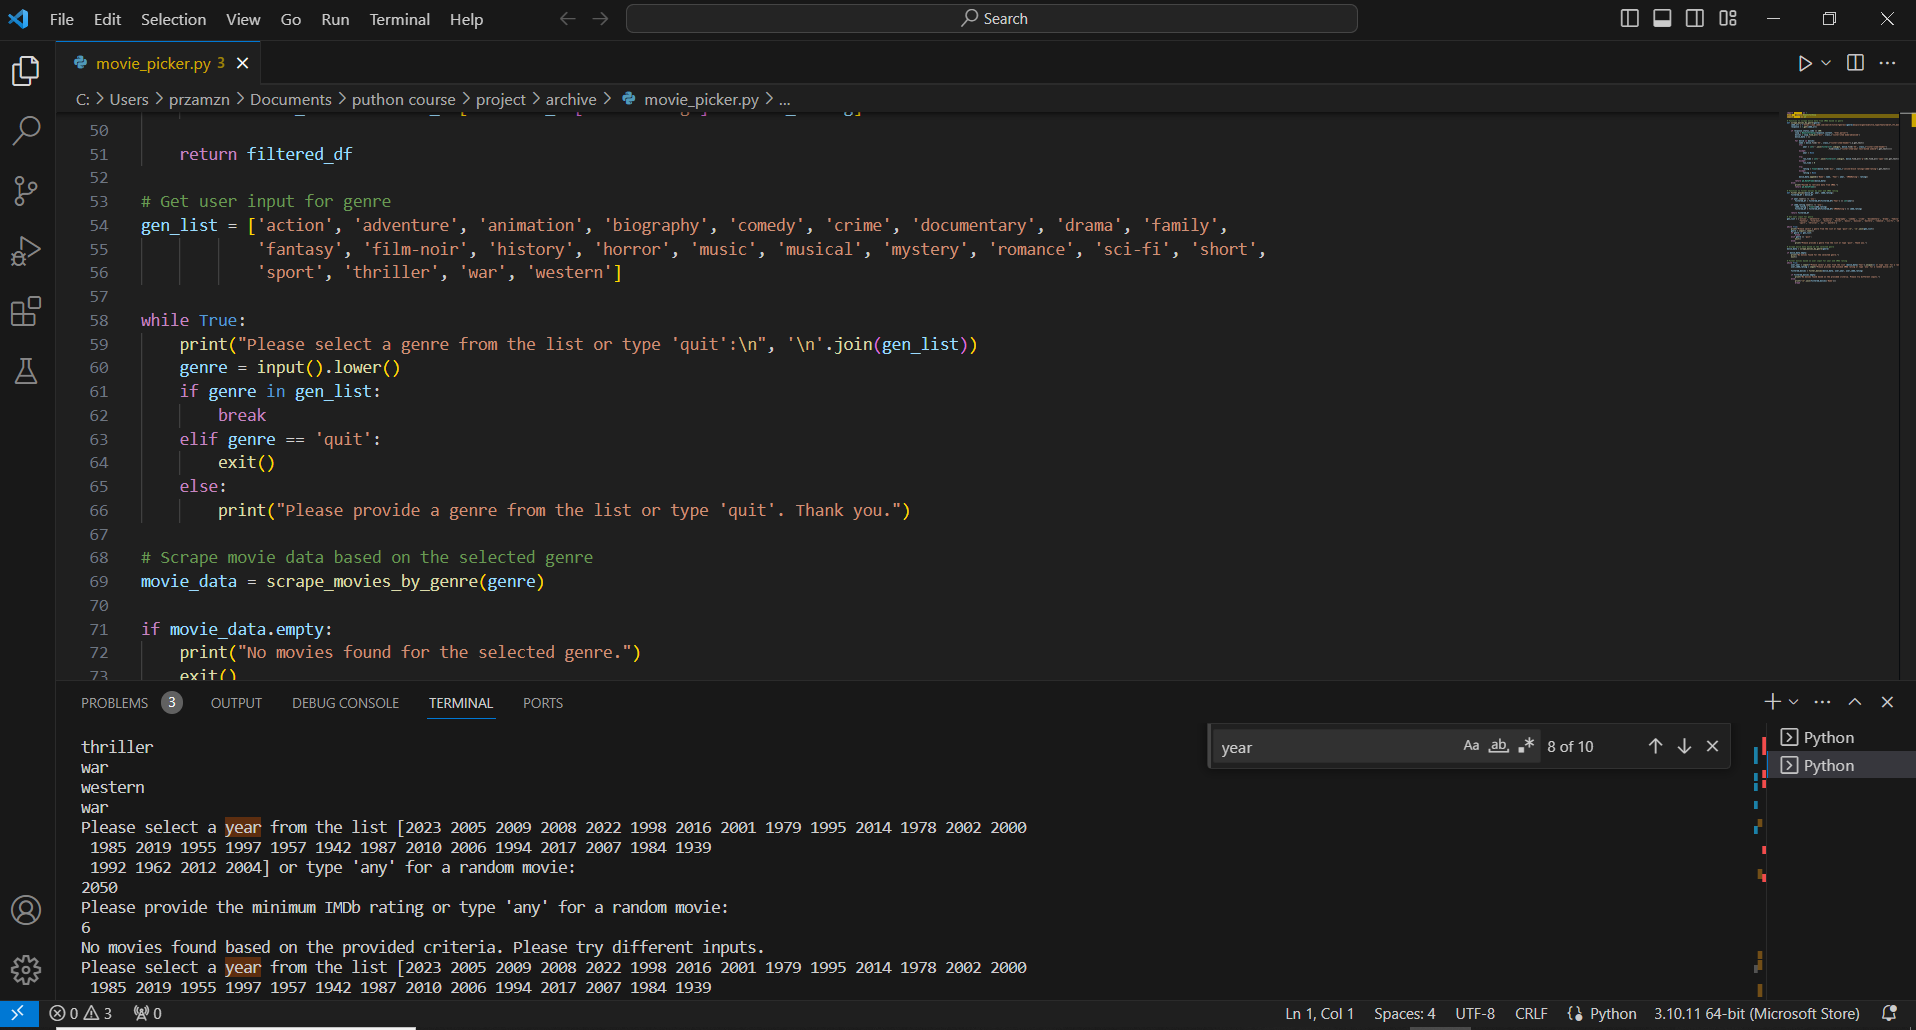 File Edit Selection View Go Run Terminal Help Search
movie_picker.py 3
C: > Users > przamzn > Documents > puthon course > project > archive > movie_picker.py > ...
50
51 return filtered_df
52
53 # Get user input for genre
54 gen_list = ['action', 'adventure', 'animation', 'biography', 'comedy', 'crime', 'documentary', 'drama', 'family',
55 'fantasy', 'film-noir', 'history', 'horror', 'music', 'musical', 'mystery', 'romance', 'sci-fi', 'short',
56 'sport', 'thriller', 'war', 'western']
57
58 while True:
59 print("Please select a genre from the list or type 'quit':\n", '\n'.join(gen_list))
60 genre = input().lower()
61 if genre in gen_list:
62 break
63 elif genre == 'quit':
64 exit()
65 else:
66 print("Please provide a genre from the list or type 'quit'. Thank you.")
67
68 # Scrape movie data based on the selected genre
69 movie_data = scrape_movies_by_genre(genre)
70
71 if movie_data.empty:
72 print("No movies found for the selected genre.")
73 exit()
PROBLEMS 3 OUTPUT DEBUG CONSOLE TERMINAL PORTS
year Aa ab 8 of 10
Python
Python
thriller
war
western
war
Please select a year from the list [2023 2005 2009 2008 2022 1998 2016 2001 1979 1995 2014 1978 2002 2000
1985 2019 1955 1997 1957 1942 1987 2010 2006 1994 2017 2007 1984 1939
1992 1962 2012 2004] or type 'any' for a random movie:
2050
Please provide the minimum IMDb rating or type 'any' for a random movie:
6
No movies found based on the provided criteria. Please try different inputs.
Please select a year from the list [2023 2005 2009 2008 2022 1998 2016 2001 1979 1995 2014 1978 2002 2000
1985 2019 1955 1997 1957 1942 1987 2010 2006 1994 2017 2007 1984 1939
0 3 0 Ln 1, Col 1 Spaces: 4 UTF-8 CRLF Python 3.10.11 64-bit (Microsoft Store)